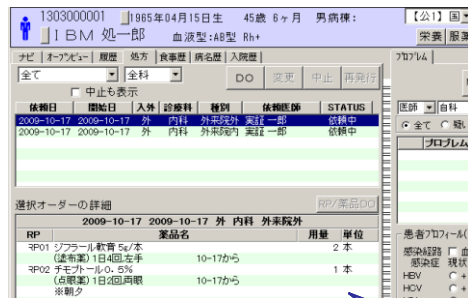 1303000001 1965年04月15日生 45歳 6ヶ月 男病棟:
IBM 処一郎 血液型:AB型 Rh+
【公1】国
栄養 服薬
ナビ オープンビュー 履歴 処方 食事歴 病名歴 入院歴
全て 全科 DO 変更 中止 再発行
中止も表示
依頼日 開始日 入外 診療科 種別 依頼医師 STATUS
2009-10-17 2009-10-17 外 内科 外来院外 実証 一郎 依頼中
2009-10-17 2009-10-17 外 内科 外来院内 実証 一郎 依頼中
プロブレム
医師 自科
全て
プロブレム
選択オーダーの詳細 RP/薬品DO
2009-10-17 2009-10-17 外 内科 外来院外
RP 薬品名 用量 単位
RP01 ジフラール軟膏 5g/本 2 本
(塗布薬)1日4回左手 10-17から
RP02 チモプトール0.5% 1 本
(点眼薬)1日2回両眼 10-17から
※朝夕
患者プロフィール(
感染経路 血
感染症 現状
HBV +
HCV +